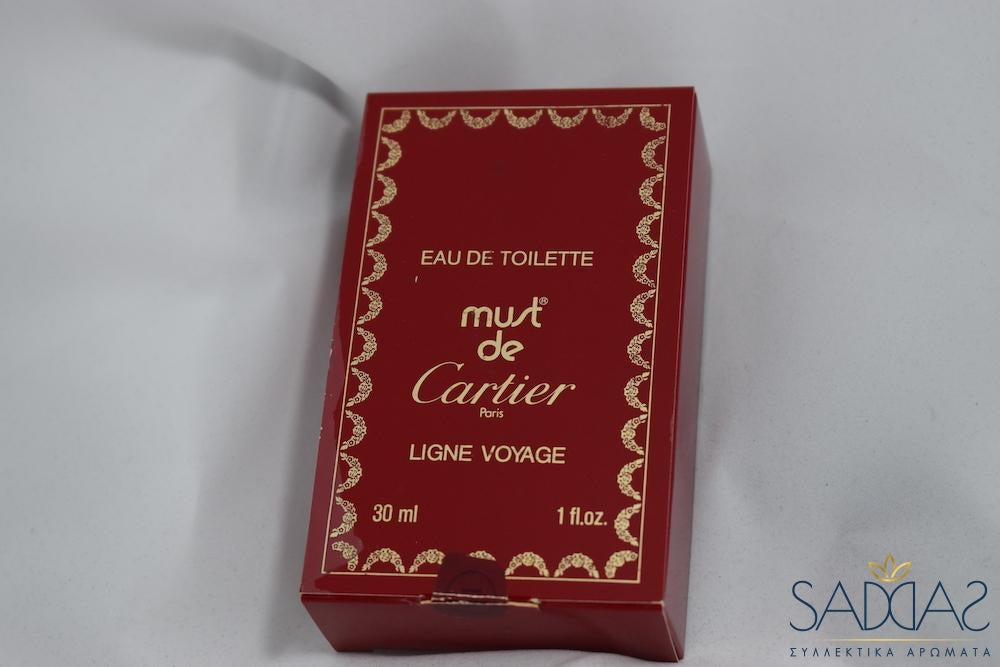 EAU DE TOILETTE
must®
de
Cartier
Paris
LIGNE VOYAGE
30 ml 1 fl.oz.
SADDAS
ΣΥΛΛΕΚΤΙΚΑ ΑΡΩΜΑΤΑ